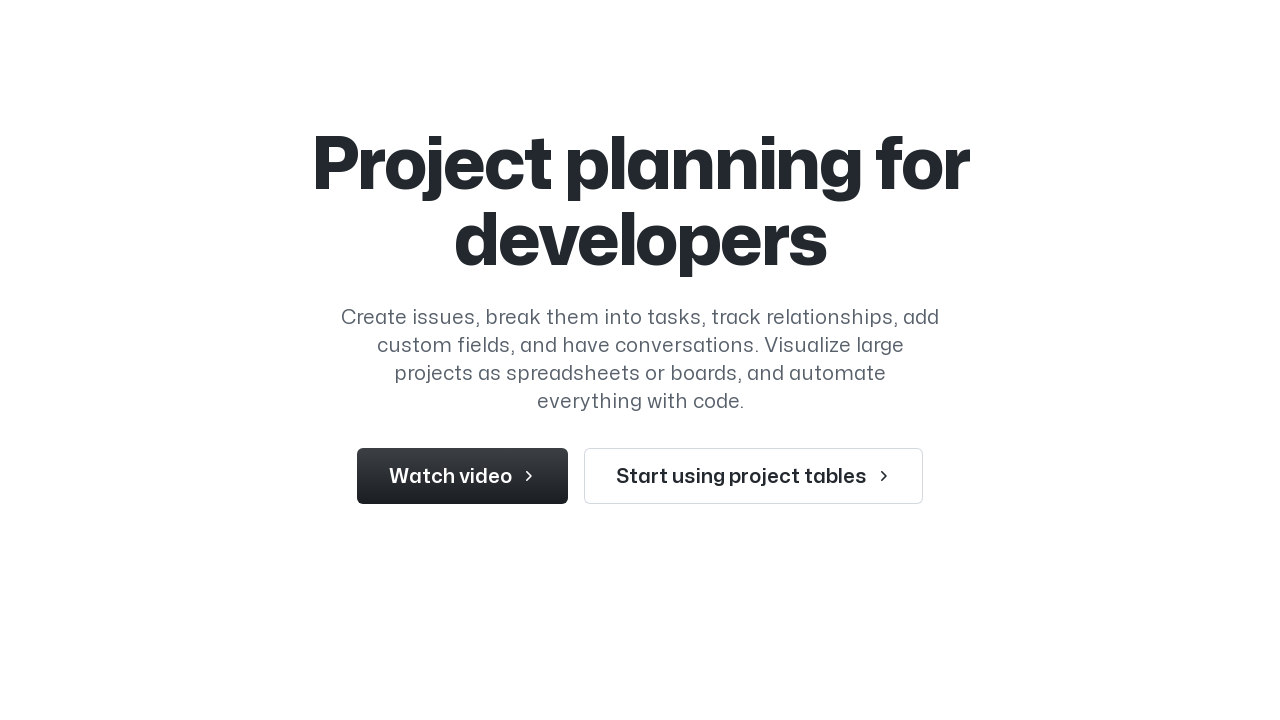 Project planning for
developers
Create issues, break them into tasks, track relationships, add
custom fields, and have conversations. Visualize large
projects as spreadsheets or boards, and automate
everything with code.
Watch video
Start using project tables